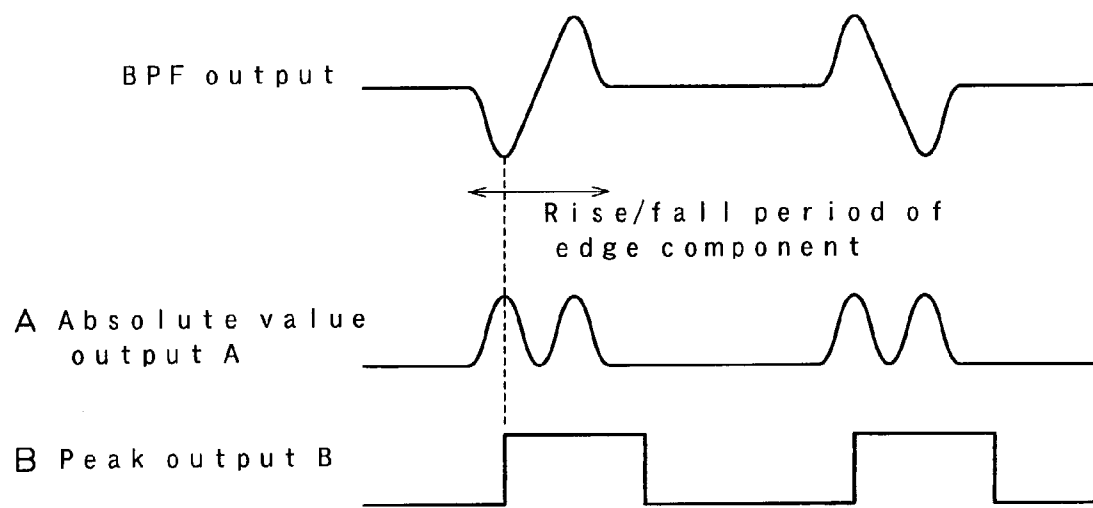 BPF output
Rise/fall period of
edge component
A Absolute value
output A
B Peak output B